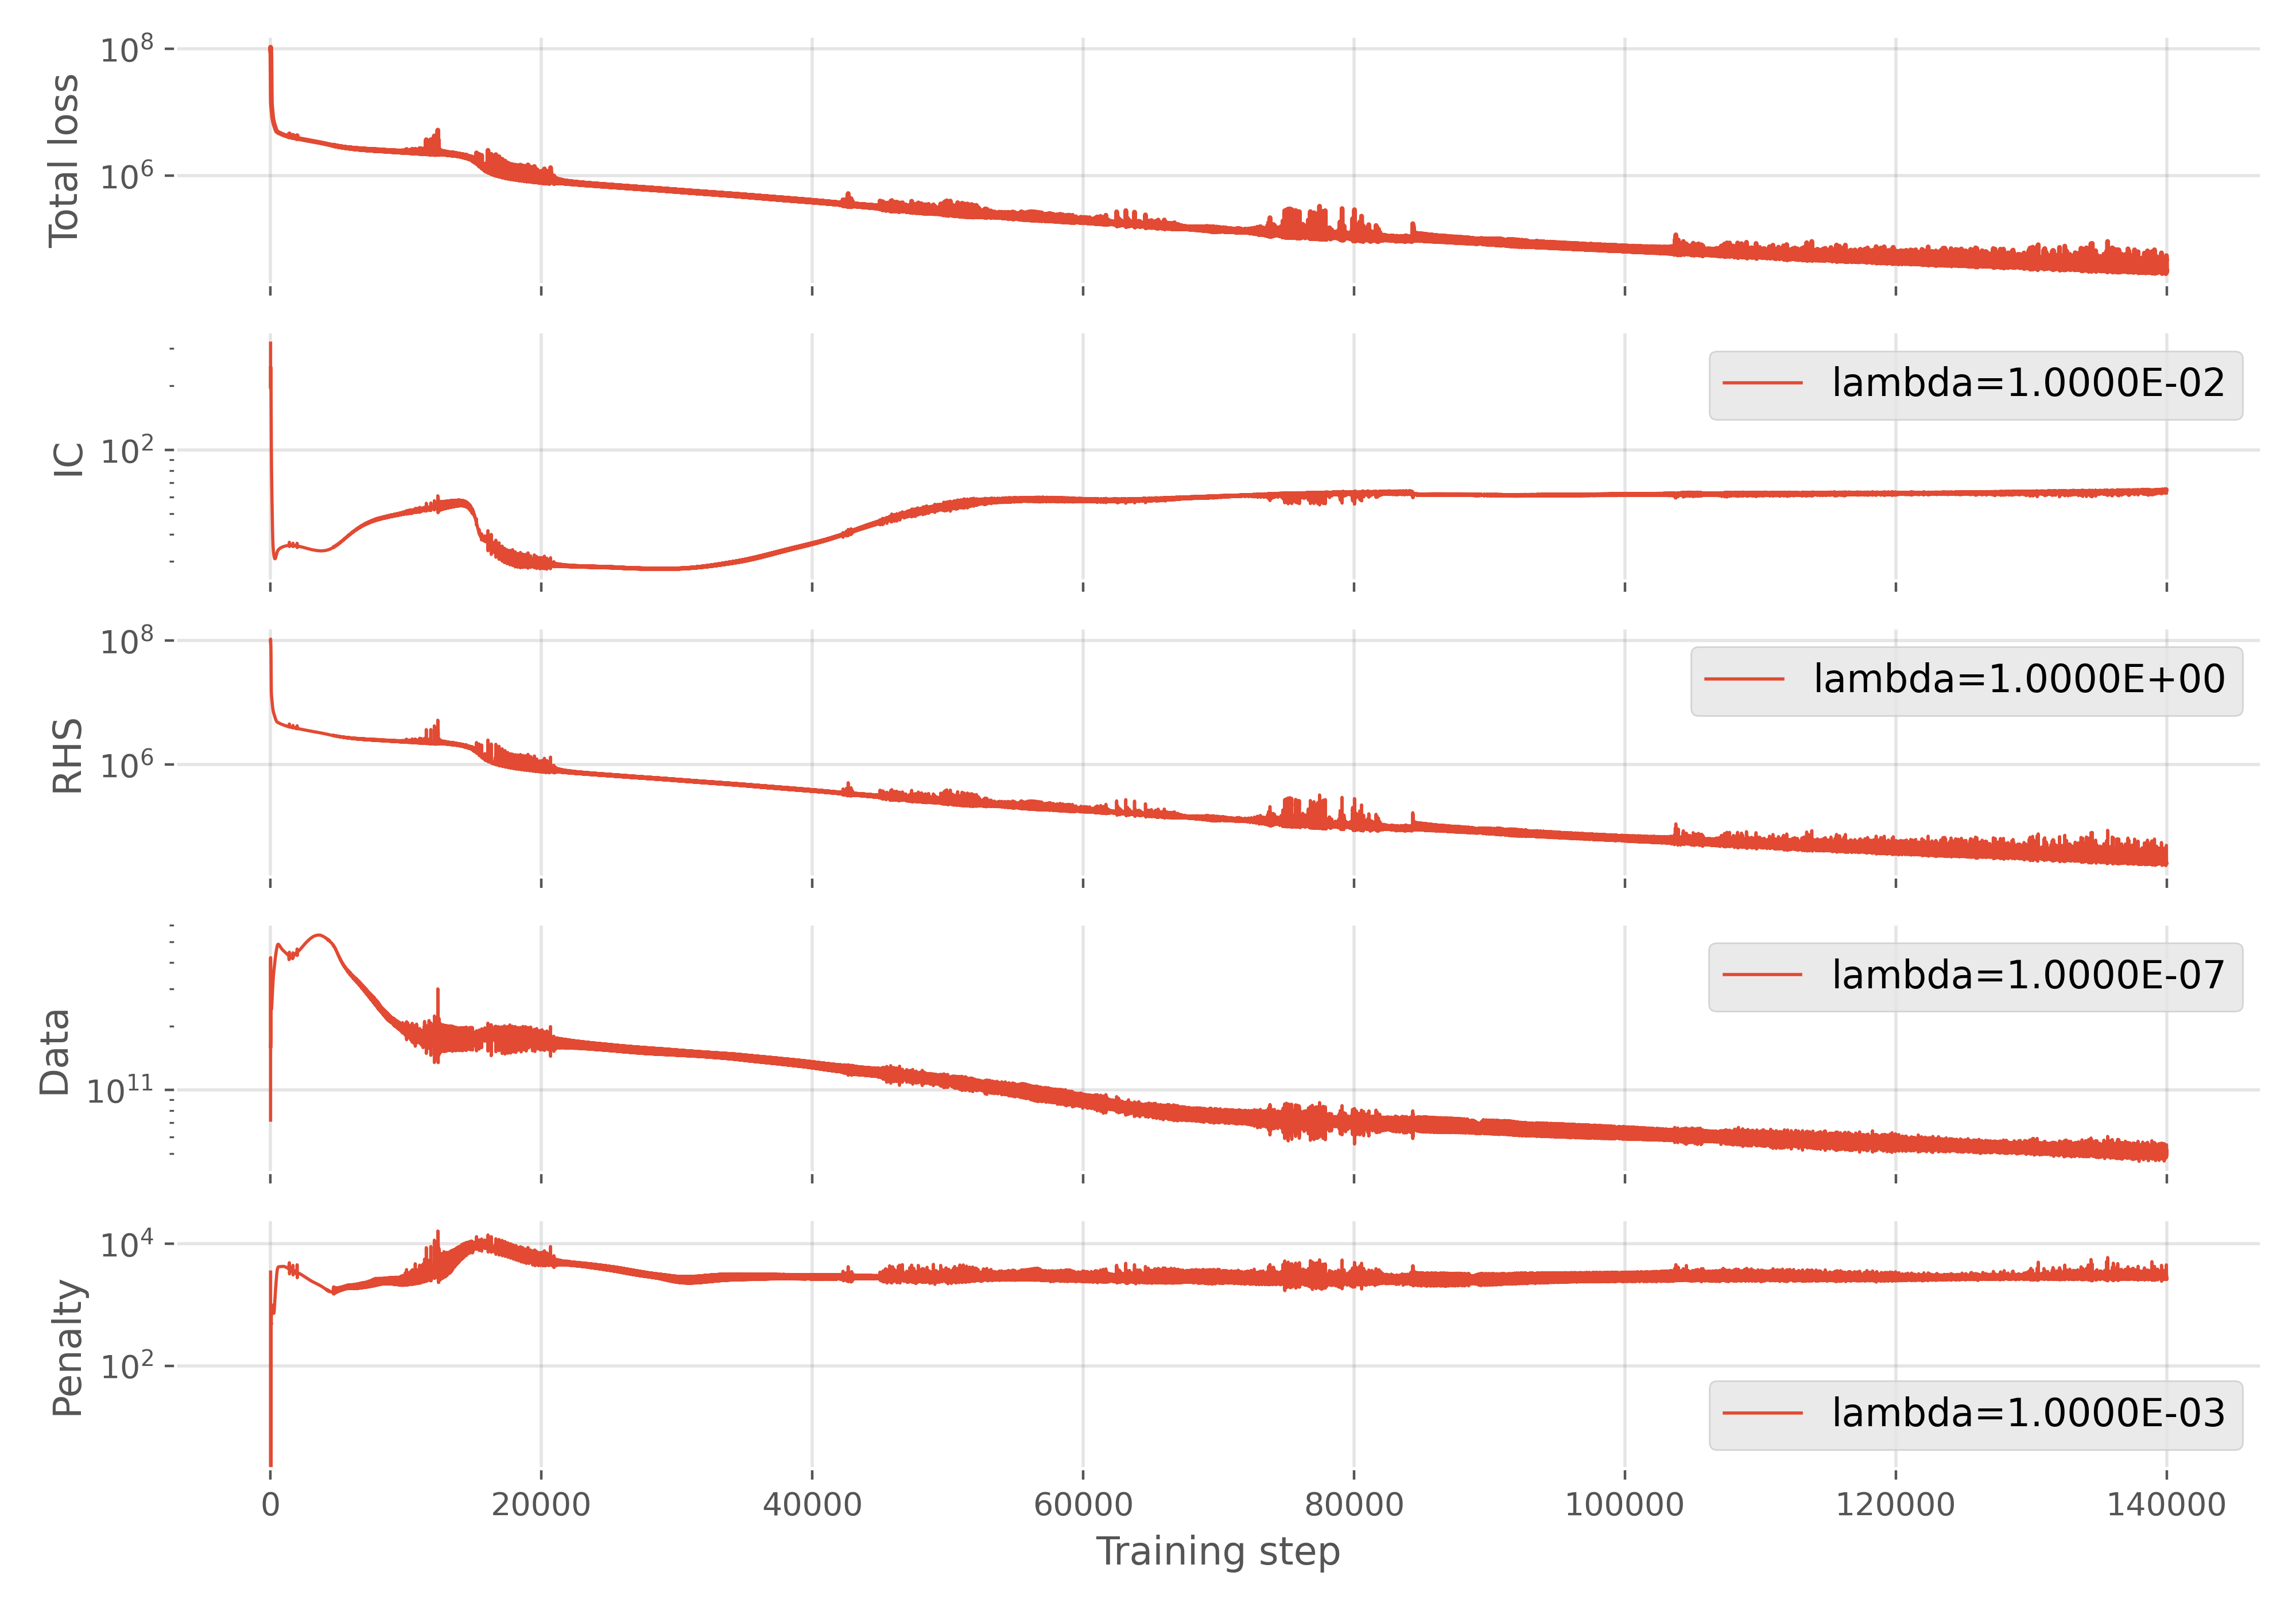 Total loss
10^8
10^6
IC
10^2
lambda=1.0000E-02
RHS
10^8
10^6
lambda=1.0000E+00
Data
10^11
lambda=1.0000E-07
Penalty
10^4
10^2
lambda=1.0000E-03
0 20000 40000 60000 80000 100000 120000 140000
Training step